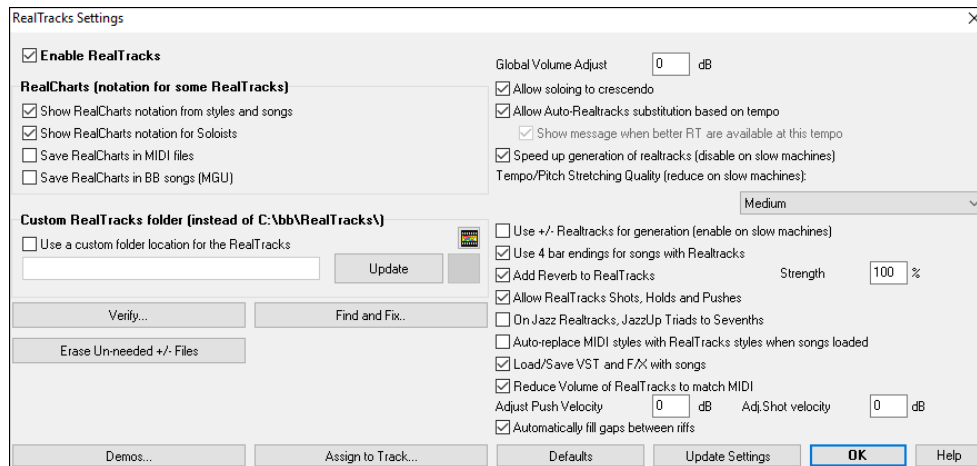 RealTracks Settings
Enable RealTracks
RealCharts (notation for some RealTracks)
Show RealCharts notation from styles and songs
Show RealCharts notation for Soloists
Save RealCharts in MIDI files
Save RealCharts in BB songs (MGU)
Custom RealTracks folder (instead of C:\bb\RealTracks\)
Use a custom folder location for the RealTracks
Update
Verify...
Find and Fix..
Erase Un-needed +/- Files
Demos...
Assign to Track...
Global Volume Adjust 0 dB
Allow soloing to crescendo
Allow Auto-Realtracks substitution based on tempo
Show message when better RT are available at this tempo
Speed up generation of realtracks (disable on slow machines)
Tempo/Pitch Stretching Quality (reduce on slow machines):
Medium
Use +/- Realtracks for generation (enable on slow machines)
Use 4 bar endings for songs with Realtracks
Add Reverb to RealTracks Strength 100 %
Allow RealTracks Shots, Holds and Pushes
On Jazz Realtracks, JazzUp Triads to Sevenths
Auto-replace MIDI styles with RealTracks styles when songs loaded
Load/Save VST and F/X with songs
Reduce Volume of RealTracks to match MIDI
Adjust Push Velocity 0 dB Adj.Shot velocity 0 dB
Automatically fill gaps between riffs
Defaults
Update Settings
OK
Help